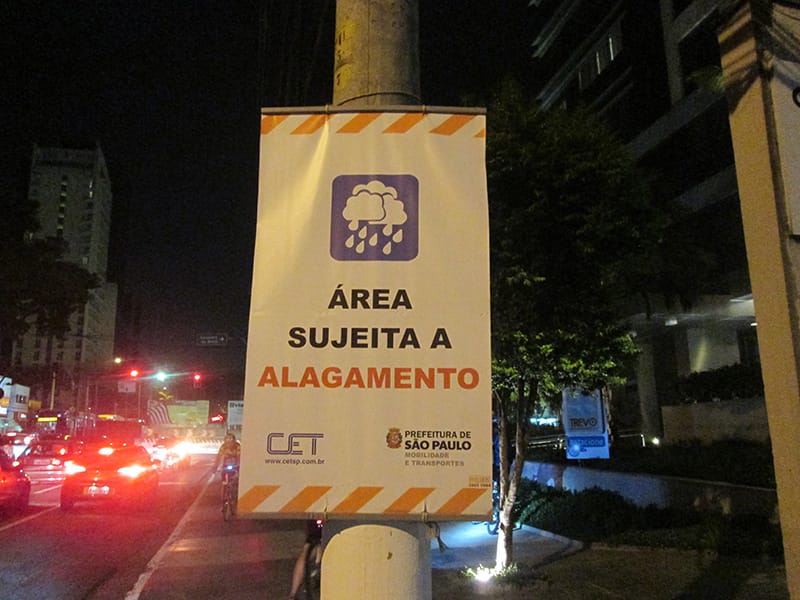 ÁREA
SUJEITA A
ALAGAMENTO
CET
www.cetsp.com.br
PREFEITURA DE
SÃO PAULO
MOBILIDADE
E TRANSPORTES
TREVO